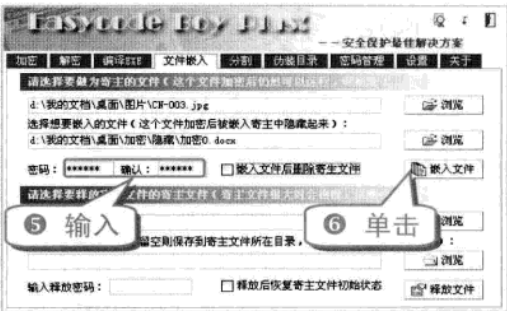 Easycode Boy Plus!
－－安全保护最佳解决方案
加密 解密 编译EXE 文件嵌入 分割 伪装目录 密码管理 设置 关于
请选择要做为寄主的文件(这个文件加密后仍然可以
d:\我的文档\桌面\图片\CH-003.jpg
浏览
选择想要嵌入的文件(这个文件加密后被嵌入寄主中隐藏起来):
d:\我的文档\桌面\加密\隐藏\加密0.docx
浏览
密码: ****** 确认: ****** 嵌入文件后删除寄生文件 嵌入文件
请选择要释放 文件的寄主文件(寄主文件很大时
5 输入
6 单击
浏览
留空则保存到寄主文件所在目录,
):
浏览
输入释放密码: 释放后恢复寄主文件初始状态 释放文件